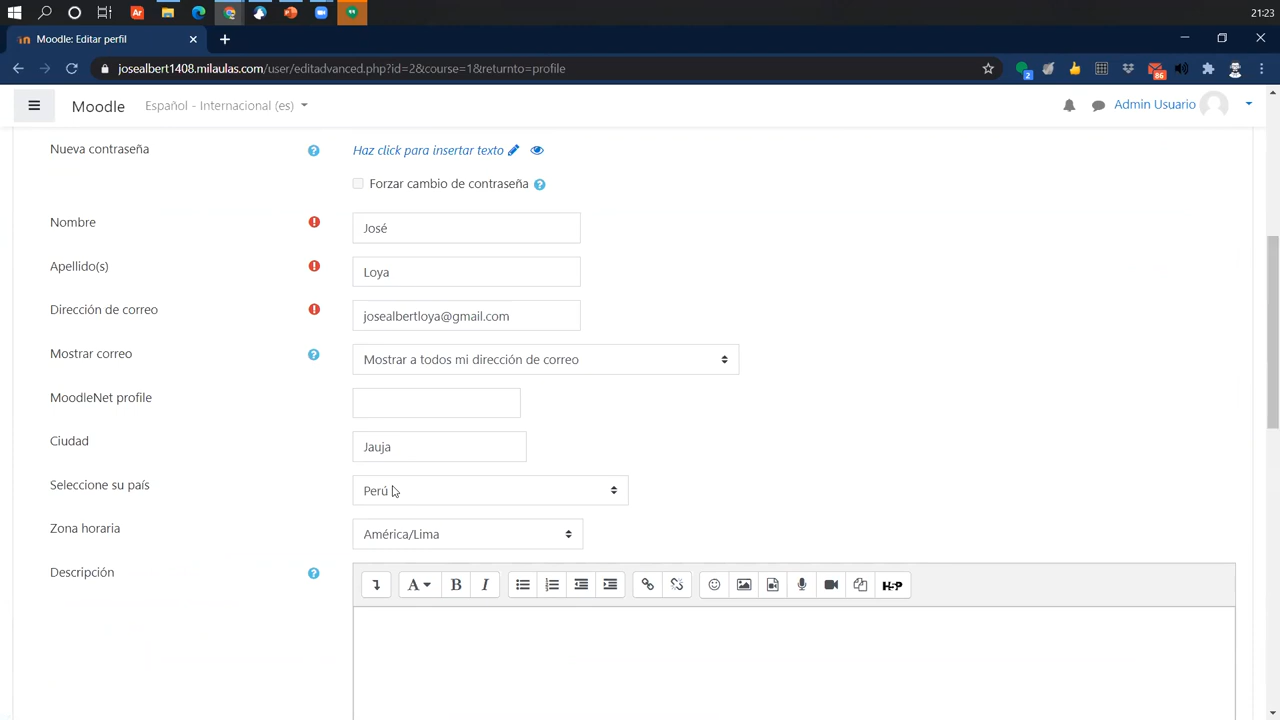 21:23
Moodle: Editar perfil
josealbert1408.milaulas.com/user/editadvanced.php?id=2&course=1&returnto=profile
2
86
Moodle
Español - Internacional (es)
Admin Usuario
Nueva contraseña
Haz click para insertar texto
Forzar cambio de contraseña
Nombre
José
Apellido(s)
Loya
Dirección de correo
josealbertloya@gmail.com
Mostrar correo
Mostrar a todos mi dirección de correo
MoodleNet profile
Ciudad
Jauja
Seleccione su país
Perú
Zona horaria
América/Lima
Descripción
A B I
H5P